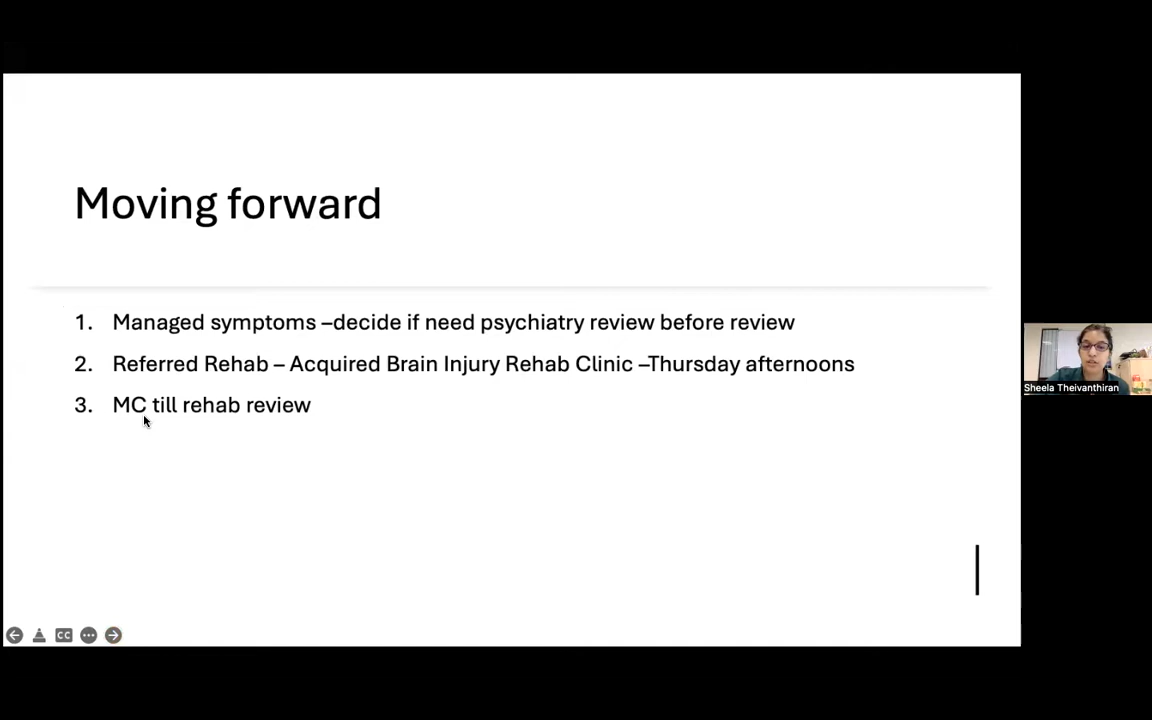 Moving forward
1. Managed symptoms –decide if need psychiatry review before review
2. Referred Rehab – Acquired Brain Injury Rehab Clinic –Thursday afternoons
3. MC till rehab review
Sheela Theivanthiran
CC